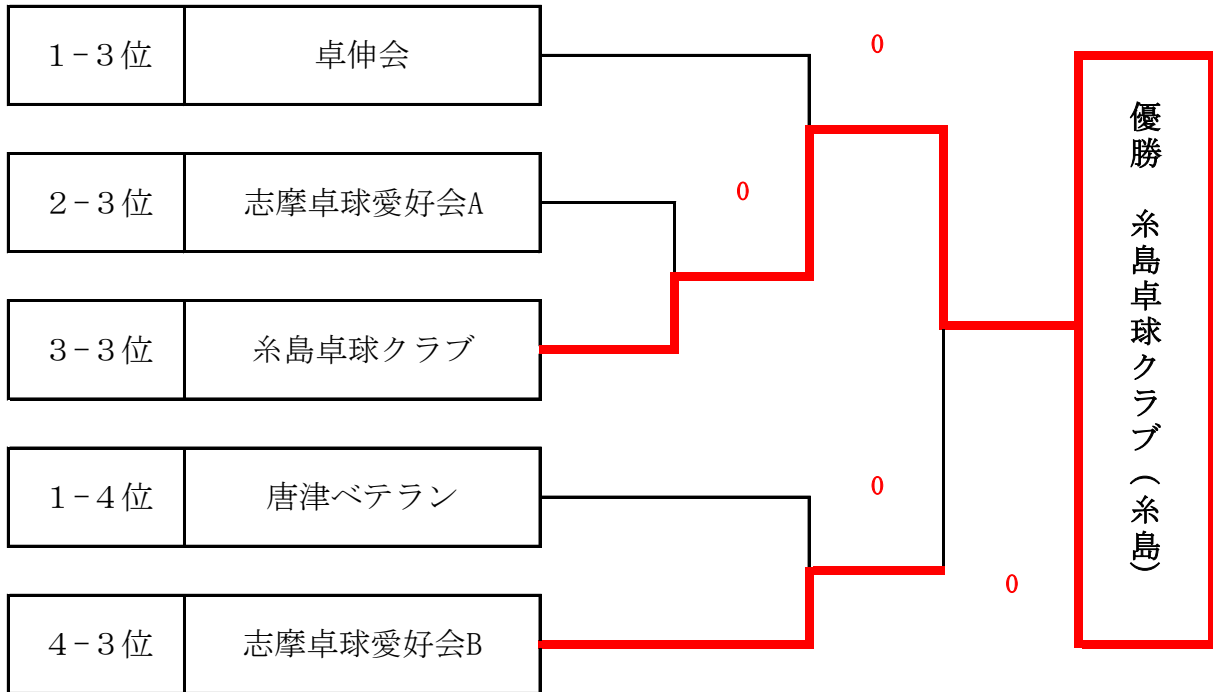 1-3位 卓伸会
0
2-3位 志摩卓球愛好会A
0
3-3位 糸島卓球クラブ
1-4位 唐津ベテラン
0
4-3位 志摩卓球愛好会B
0
優勝 糸島卓球クラブ(糸島)